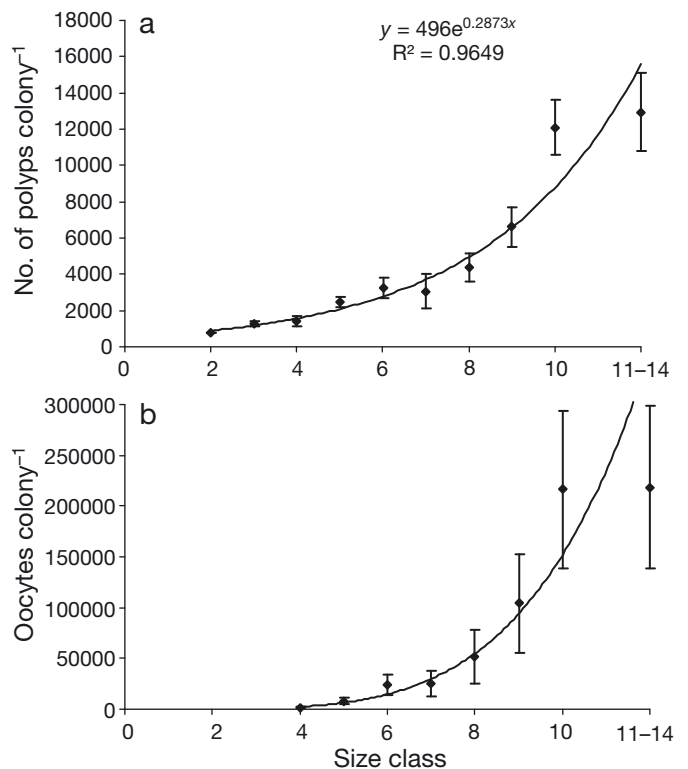 a
y = 496e^0.2873x
R² = 0.9649
No. of polyps colony⁻¹
18000
16000
14000
12000
10000
8000
6000
4000
2000
0
0 2 4 6 8 10 11–14
b
Oocytes colony⁻¹
300000
250000
200000
150000
100000
50000
0
0 2 4 6 8 10 11–14
Size class